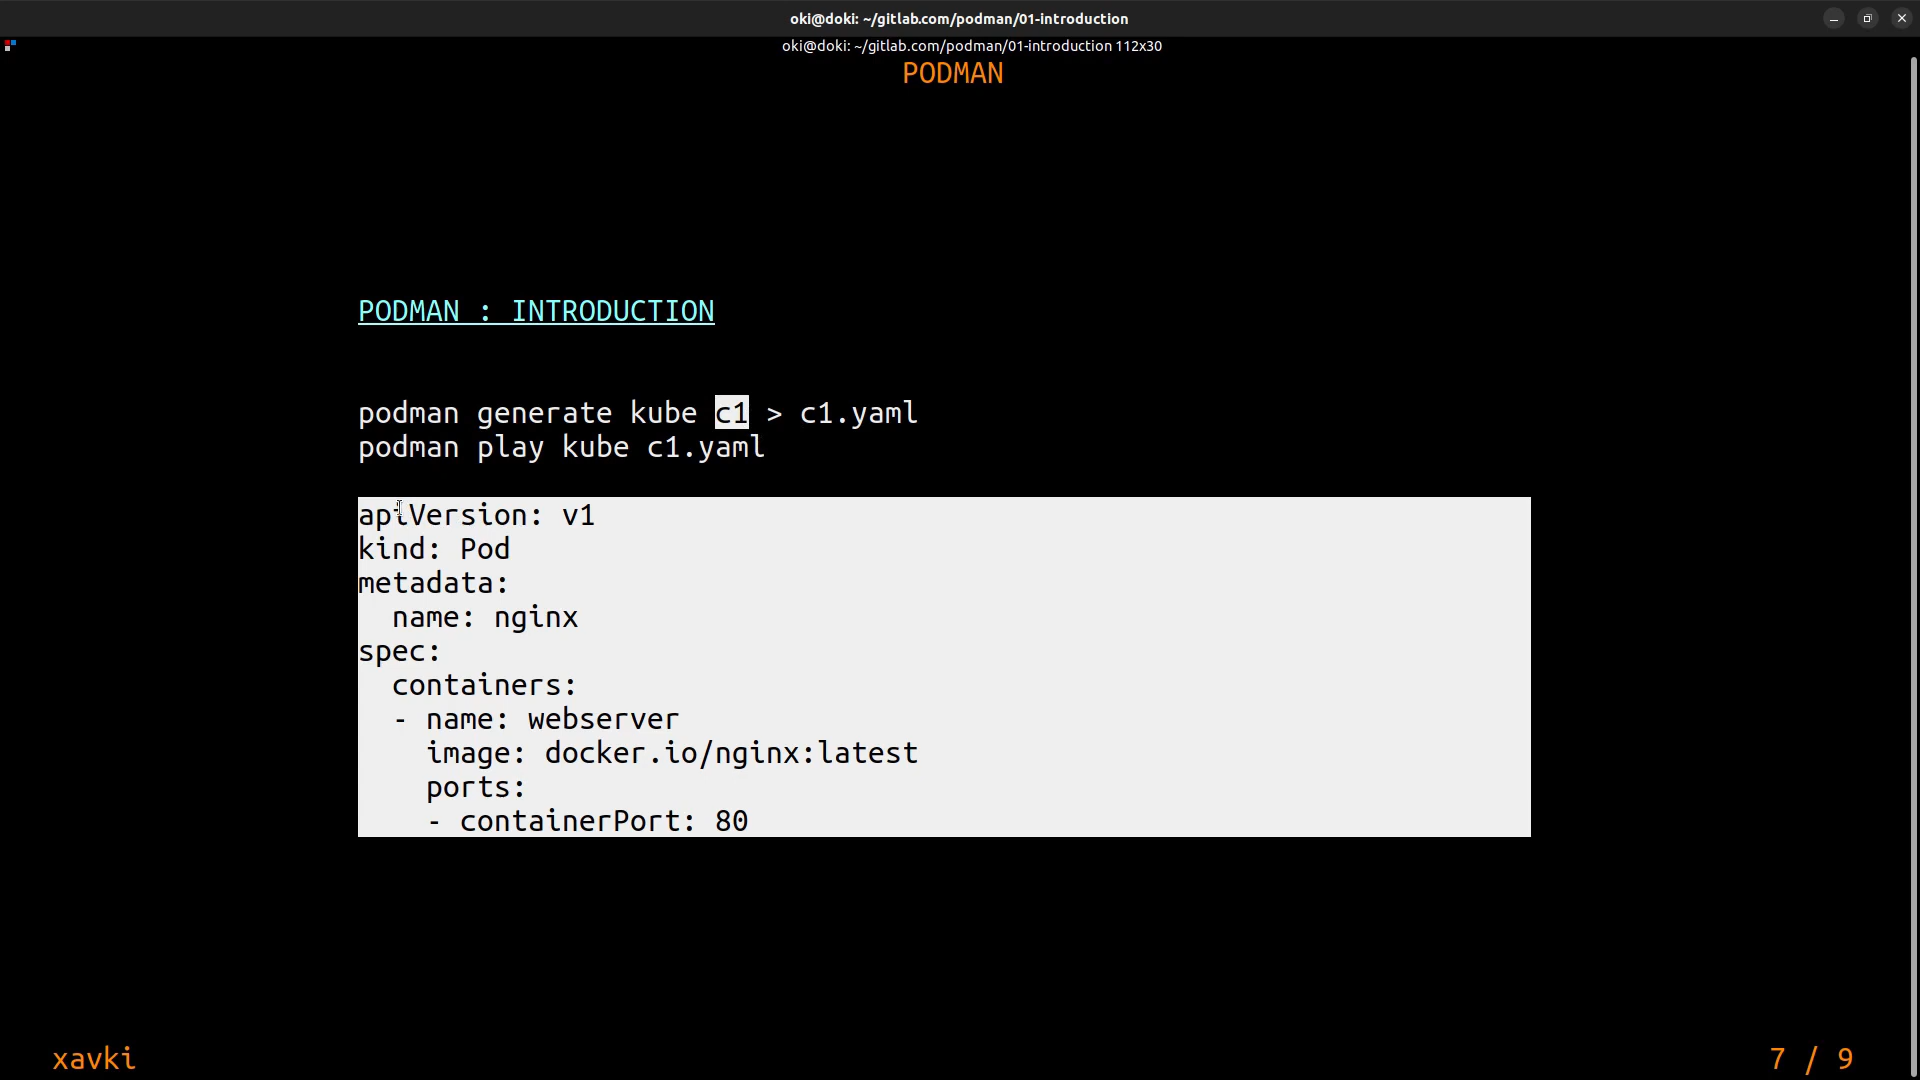 oki@doki: ~/gitlab.com/podman/01-introduction
oki@doki: ~/gitlab.com/podman/01-introduction 112x30
PODMAN
PODMAN : INTRODUCTION
podman generate kube c1 > c1.yaml
podman play kube c1.yaml
apiVersion: v1
kind: Pod
metadata:
  name: nginx
spec:
  containers:
  - name: webserver
    image: docker.io/nginx:latest
    ports:
    - containerPort: 80
xavki
7 / 9